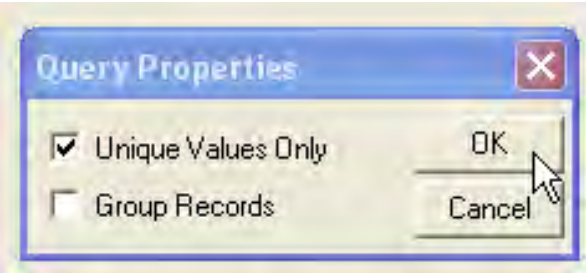 Query Properties
Unique Values Only
OK
Group Records
Cancel